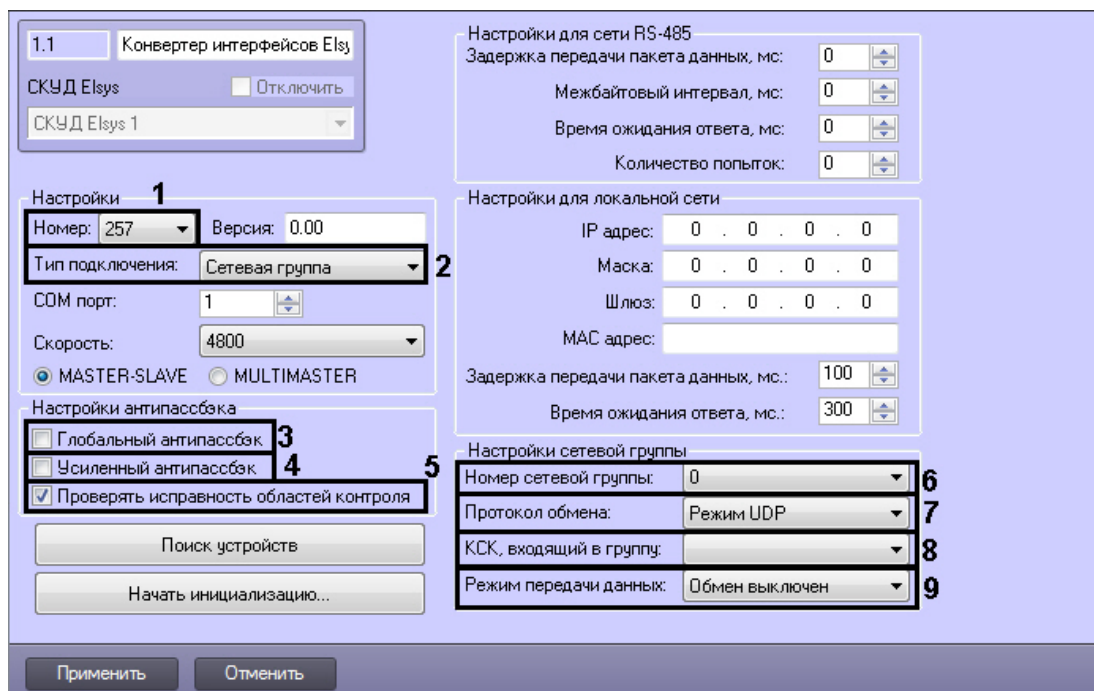 1.1 Конвертер интерфейсов Elsy
СКУД Elsys Отключить
СКУД Elsys 1
Настройки 1
Номер: 257 Версия: 0.00
Тип подключения: Сетевая группа 2
COM порт: 1
Скорость: 4800
MASTER-SLAVE MULTIMASTER
Настройки антипассбэка
Глобальный антипассбэк 3
Усиленный антипассбэк 4
Проверять исправность областей контроля 5
Поиск устройств
Начать инициализацию...
Настройки для сети RS-485
Задержка передачи пакета данных, мс: 0
Межбайтовый интервал, мс: 0
Время ожидания ответа, мс: 0
Количество попыток: 0
Настройки для локальной сети
IP адрес: 0 . 0 . 0 . 0
Маска: 0 . 0 . 0 . 0
Шлюз: 0 . 0 . 0 . 0
MAC адрес:
Задержка передачи пакета данных, мс.: 100
Время ожидания ответа, мс.: 300
Настройки сетевой группы
Номер сетевой группы: 0 6
Протокол обмена: Режим UDP 7
КСК, входящий в группу: 8
Режим передачи данных: Обмен выключен 9
Применить Отменить